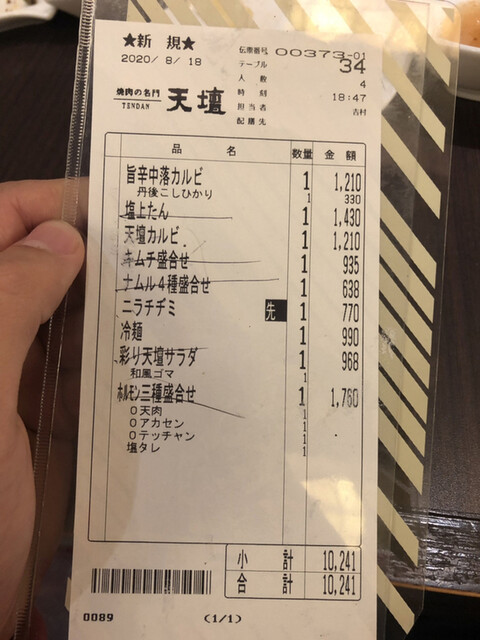 ★新 規★
伝票番号 00373-01
2020/ 8/ 18
テーブル 34
人 数 4
時 刻 18:47
担当者 吉村
配膳先
焼肉の名門 天壇
TENDAN
品 名 数量 金 額
旨辛中落カルビ 1 1,210
丹後こしひかり 1 330
塩上たん 1 1,430
天壇カルビ 1 1,210
キムチ盛合せ 1 935
ナムル4種盛合せ 1 638
ニラチヂミ 先 1 770
冷麺 1 990
彩り天壇サラダ 1 968
和風ゴマ 1
ホルモン三種盛合せ 1 1,760
O天肉 1
Oアカセン 1
Oテッチャン 1
塩タレ 1
小 計 10,241
合 計 10,241
0089 (1/1)